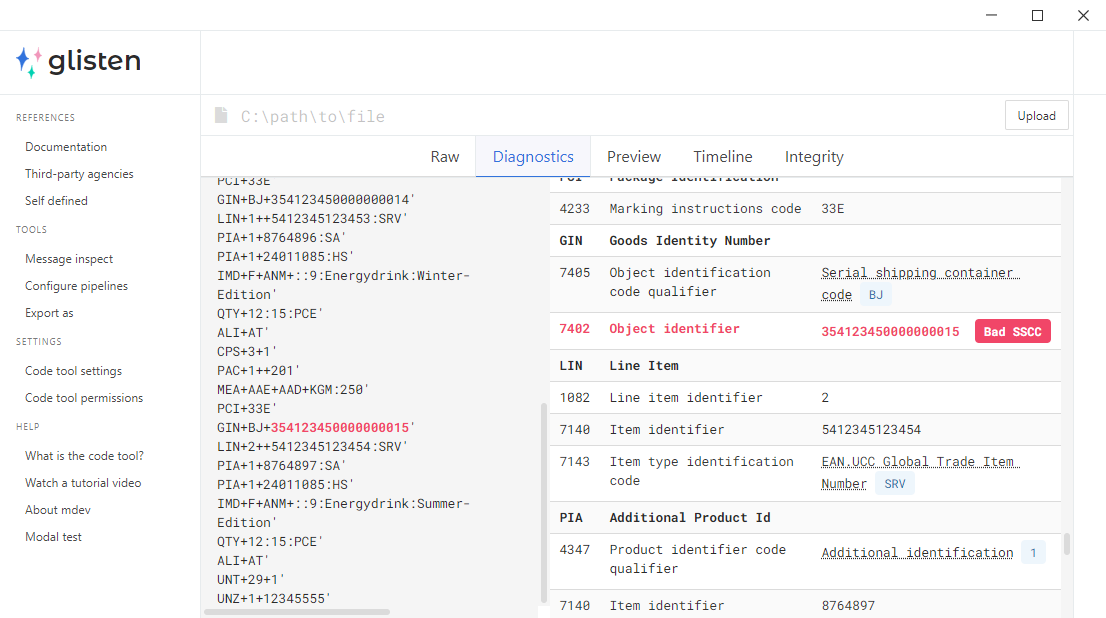 glisten
REFERENCES
Documentation
Third-party agencies
Self defined
TOOLS
Message inspect
Configure pipelines
Export as
SETTINGS
Code tool settings
Code tool permissions
HELP
What is the code tool?
Watch a tutorial video
About mdev
Modal test
C:\path\to\file
Upload
Raw
Diagnostics
Preview
Timeline
Integrity
PCI+33E
GIN+BJ+354123450000000014'
LIN+1++5412345123453:SRV'
PIA+1+8764896:SA'
PIA+1+24011085:HS'
IMD+F+ANM+::9:Energydrink:Winter-
Edition'
QTY+12:15:PCE'
ALI+AT'
CPS+3+1'
PAC+1++201'
MEA+AAE+AAD+KGM:250'
PCI+33E'
GIN+BJ+354123450000000015'
LIN+2++5412345123454:SRV'
PIA+1+8764897:SA'
PIA+1+24011085:HS'
IMD+F+ANM+::9:Energydrink:Summer-
Edition'
QTY+12:15:PCE'
ALI+AT'
UNT+29+1'
UNZ+1+12345555'
PCI Package Identification
4233 Marking instructions code 33E
GIN Goods Identity Number
7405 Object identification Serial shipping container
code qualifier code BJ
7402 Object identifier 354123450000000015 Bad SSCC
LIN Line Item
1082 Line item identifier 2
7140 Item identifier 5412345123454
7143 Item type identification EAN.UCC Global Trade Item
code Number SRV
PIA Additional Product Id
4347 Product identifier code Additional identification 1
qualifier
7140 Item identifier 8764897